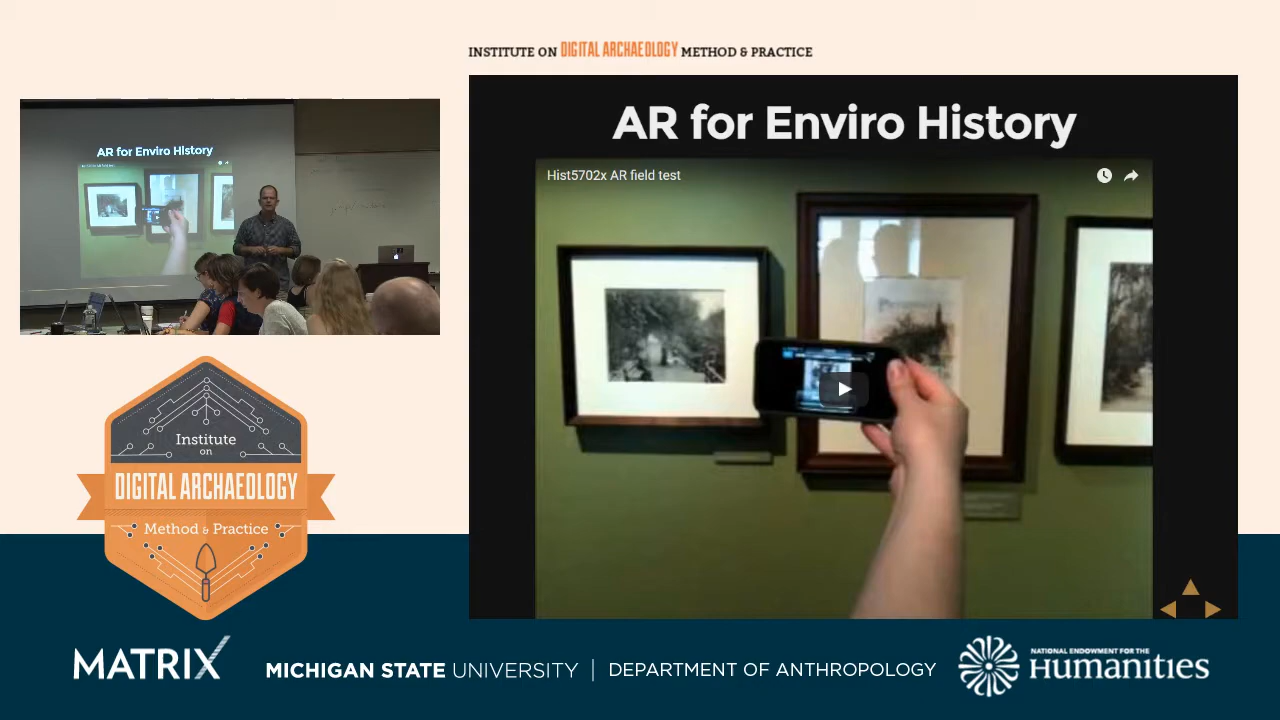 INSTITUTE ON DIGITAL ARCHAEOLOGY METHOD & PRACTICE
AR for Enviro History
Hist5702x AR field test
AR for Enviro History
Institute
on
DIGITAL ARCHAEOLOGY
Method & Practice
MATRIX
MICHIGAN STATE UNIVERSITY | DEPARTMENT OF ANTHROPOLOGY
NATIONAL ENDOWMENT FOR THE
Humanities